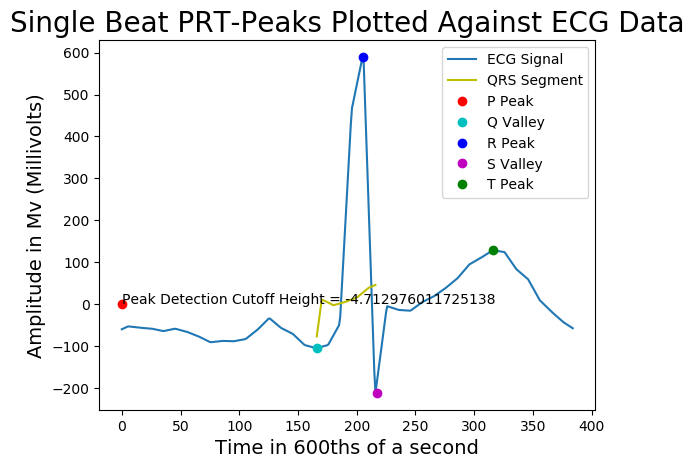 Single Beat PRT-Peaks Plotted Against ECG Data
Amplitude in Mv (Millivolts)
600
500
400
300
200
100
0
−100
−200
ECG Signal
QRS Segment
P Peak
Q Valley
R Peak
S Valley
T Peak
Peak Detection Cutoff Height = -4.712976011725138
0 50 100 150 200 250 300 350 400
Time in 600ths of a second